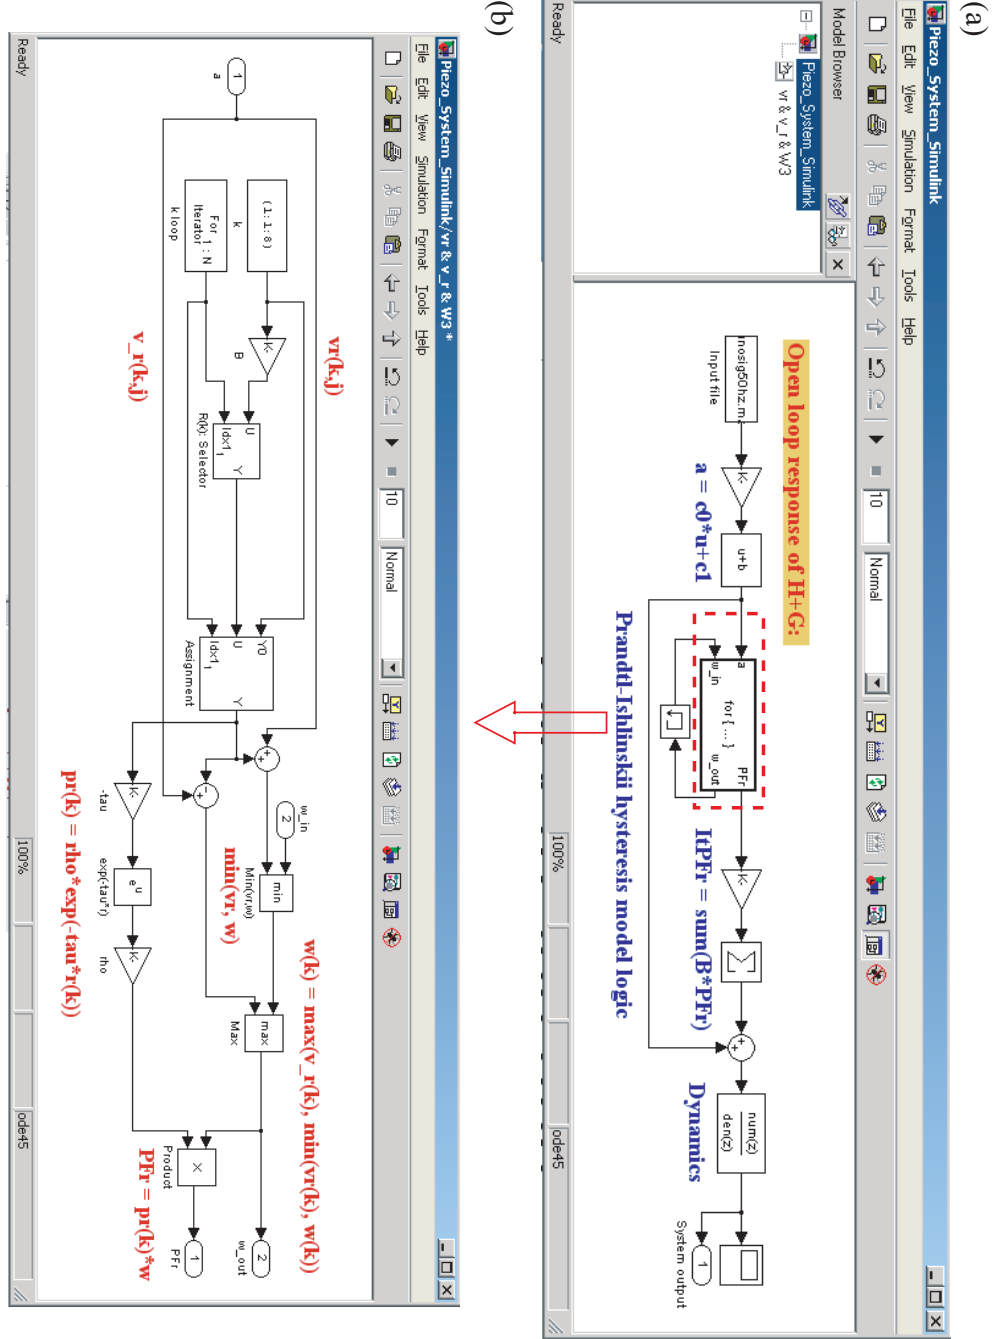 (a)
Piezo_System_Simulink
File Edit View Simulation Format Tools Help
10
Normal
Model Browser
Piezo_System_Simulink
vr & v_r & W3
Open loop response of H+G:
nosig50hz.m
Input file
K-
a = c0*u+c1
u+b
a
w_in
for { ... }
PFr
w_out
Prandtl-Ishlinskii hysteresis model logic
K-
ItPFr = sum(B*PFr)
Σ
+
+
num(z)
den(z)
Dynamics
System output
1
Ready
100%
ode45
(b)
Piezo_System_Simulink/vr & v_r & W3 *
File Edit View Simulation Format Tools Help
10
Normal
1
a
(1:1:8)
k
For
1 : N
Iterator
k loop
K-
B
vr(k,j)
v_r(k,j)
U
Idx1
1
Y
R(k): Selector
Y0
U
Idx1
1
Y
Assignment
+
+
-
+
w_in
2
min
Min(vr,w)
min(vr, w)
w(k) = max(v_r(k), min(vr(k), w(k))
max
Max
K-
-tau
e^u
exp(-tau*r)
K-
rho
pr(k) = rho*exp(-tau*r(k))
×
Product
PFr = pr(k)*w
2
w_out
1
PFr
Ready
100%
ode45